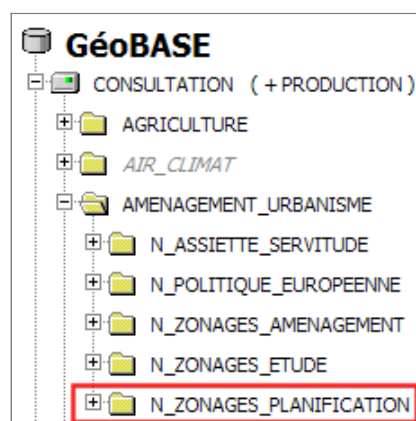 GéoBASE
CONSULTATION ( + PRODUCTION )
AGRICULTURE
AIR_CLIMAT
AMENAGEMENT_URBANISME
N_ASSIETTE_SERVITUDE
N_POLITIQUE_EUROPEENNE
N_ZONAGES_AMENAGEMENT
N_ZONAGES_ETUDE
N_ZONAGES_PLANIFICATION